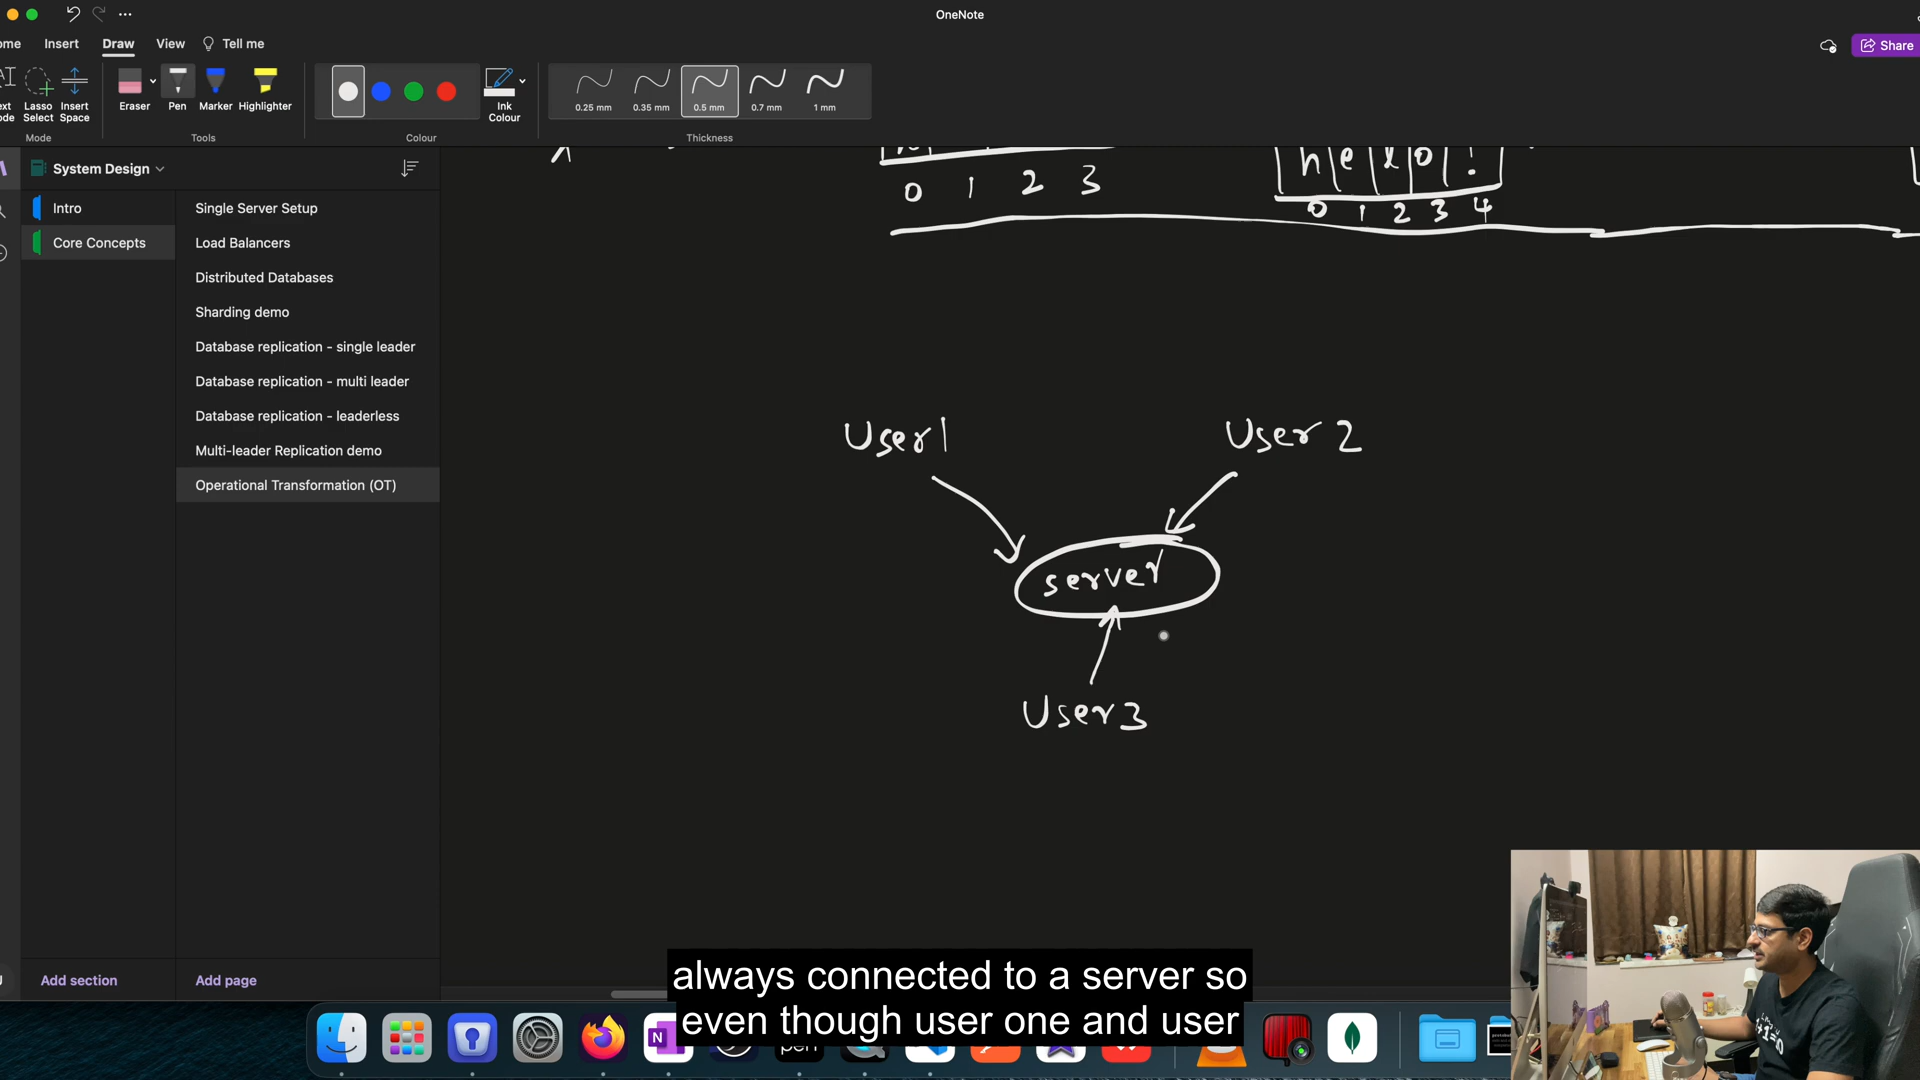 OneNote
ome Insert Draw View Tell me
Share
ext
ode
Lasso
Select
Insert
Space
Eraser
Pen
Marker
Highlighter
Ink
Colour
0.25 mm
0.35 mm
0.5 mm
0.7 mm
1 mm
Mode
Tools
Colour
Thickness
System Design
Intro
Core Concepts
Single Server Setup
Load Balancers
Distributed Databases
Sharding demo
Database replication - single leader
Database replication - multi leader
Database replication - leaderless
Multi-leader Replication demo
Operational Transformation (OT)
0 1 2 3
h e l o !
0 1 2 3 4
User1
User 2
server
User3
Add section
Add page
always connected to a server so
even though user one and user